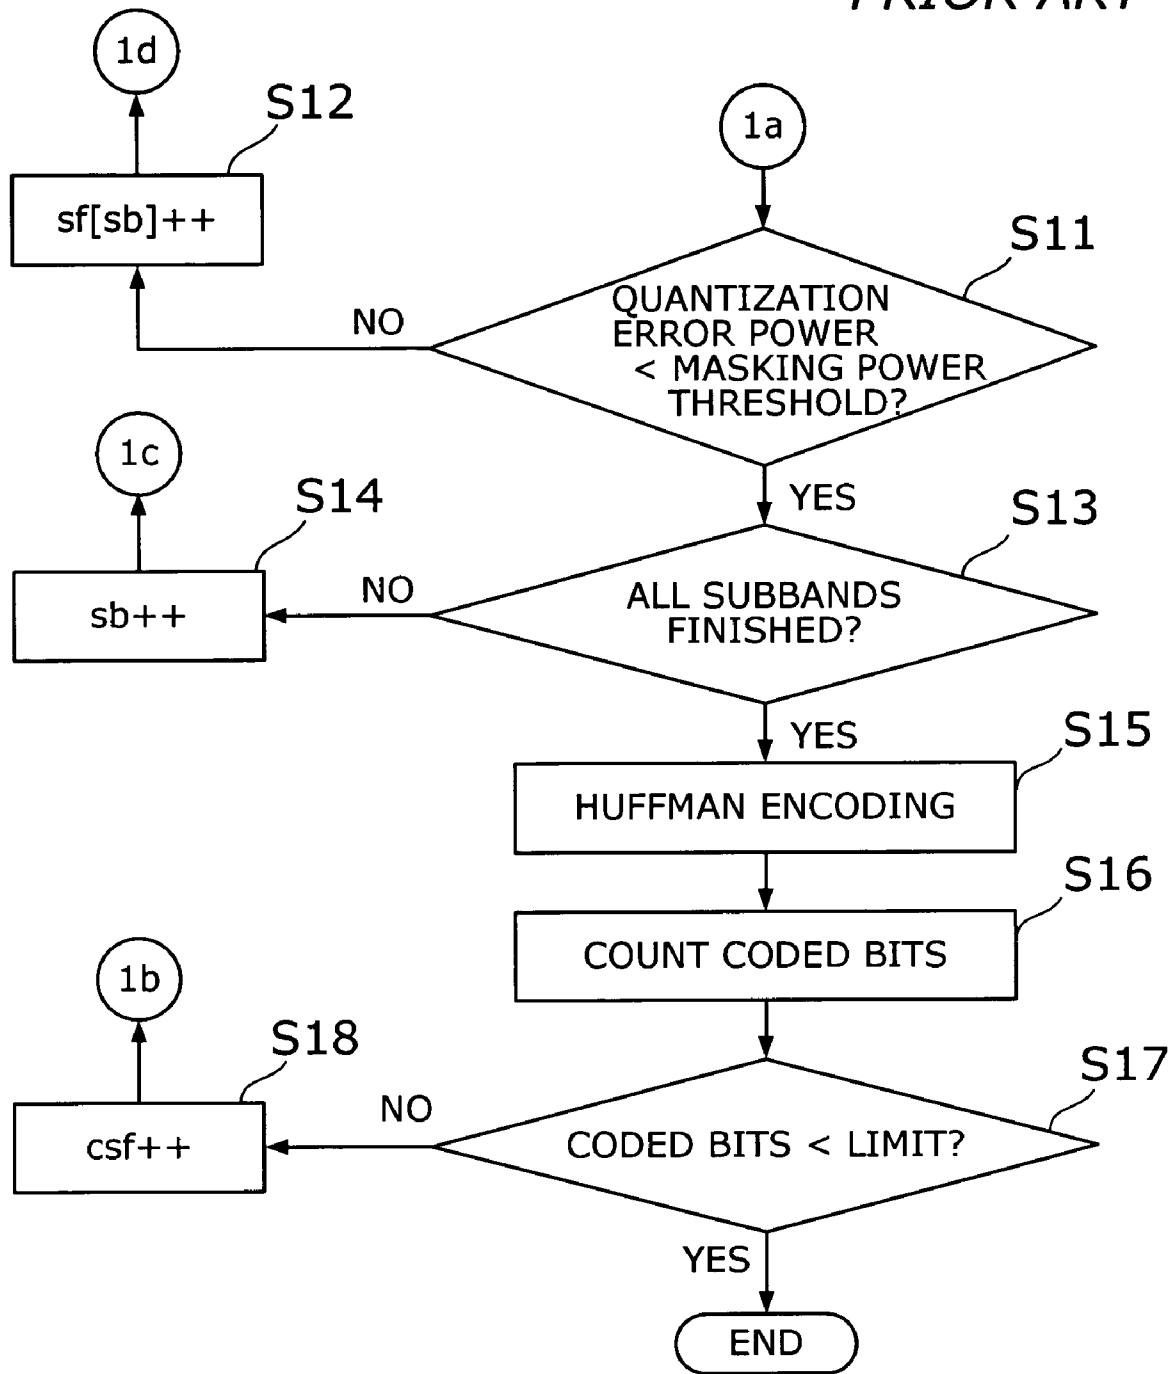 PRIOR ART
1d
S12
1a
sf[sb]++
S11
QUANTIZATION
ERROR POWER
< MASKING POWER
THRESHOLD?
NO
1c
S14
YES
S13
sb++
NO
ALL SUBBANDS
FINISHED?
YES
S15
HUFFMAN ENCODING
S16
COUNT CODED BITS
1b
S18
S17
csf++
NO
CODED BITS < LIMIT?
YES
END